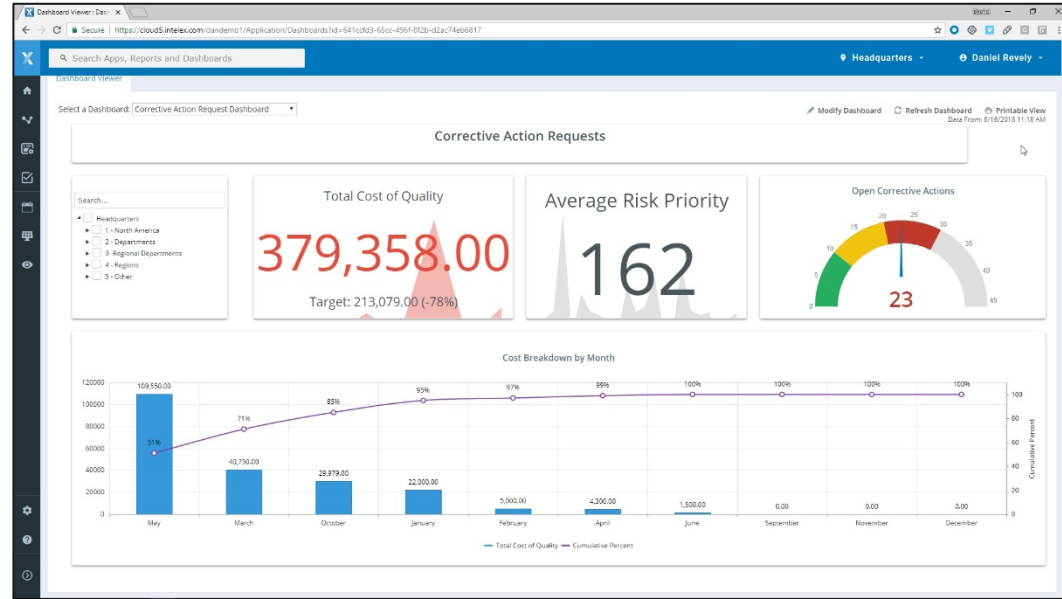 Dashboard Viewer : Dash
Secure | https://cloud5.intelex.com/dandemo1/Application/Dashboards?id=641ccfd3-65cc-496f-8f2b-d2ac74eb6817
Search Apps, Reports and Dashboards
Headquarters
Daniel Revely
Dashboard Viewer
Select a Dashboard: Corrective Action Request Dashboard
Modify Dashboard Refresh Dashboard Printable View
Data From: 8/16/2018 11:18 AM
Corrective Action Requests
Search...
Headquarters
1 - North America
2 - Departments
3- Regional Departments
4 - Regions
5 - Other
Total Cost of Quality
379,358.00
Target: 213,079.00 (-78%)
Average Risk Priority
162
Open Corrective Actions
0 5 10 15 20 25 30 35 40 45
23
Cost Breakdown by Month
120000
100000
80000
60000
40000
20000
0
109,550.00 40,750.00 29,979.00 22,000.00 5,000.00 4,300.00 1,500.00 0.00 0.00 0.00
51% 71% 85% 95% 97% 99% 100% 100% 100% 100%
100
80
60
40
20
0
Cumulative Percent
May March October January February April June September November December
Total Cost of Quality Cumulative Percent